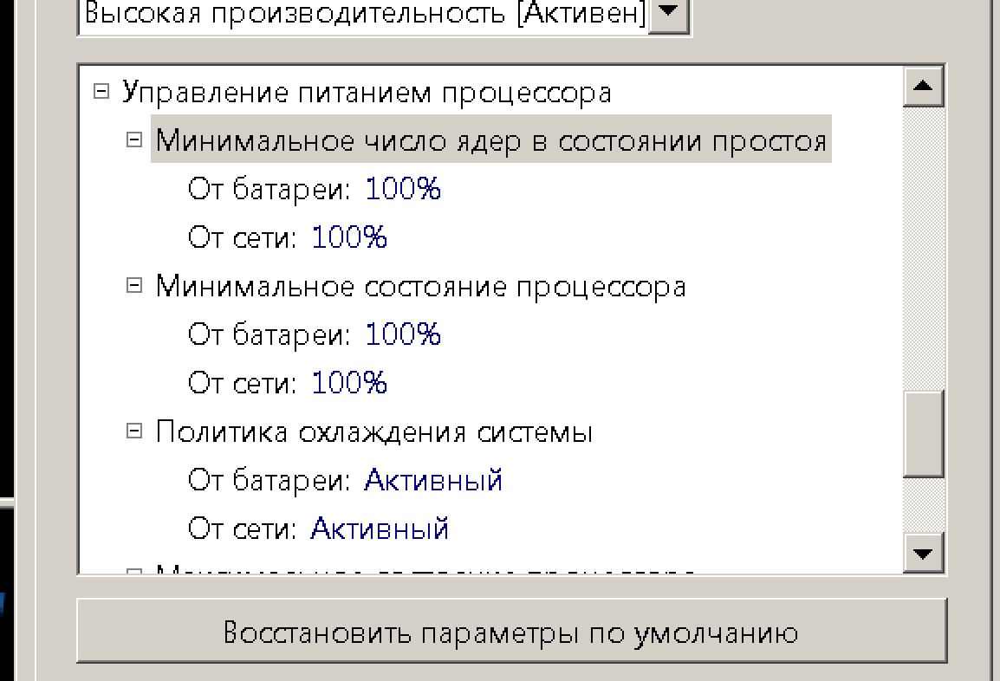 Высокая производительность [Активен]
Управление питанием процессора
Минимальное число ядер в состоянии простоя
От батареи: 100%
От сети: 100%
Минимальное состояние процессора
От батареи: 100%
От сети: 100%
Политика охлаждения системы
От батареи: Активный
От сети: Активный
Восстановить параметры по умолчанию